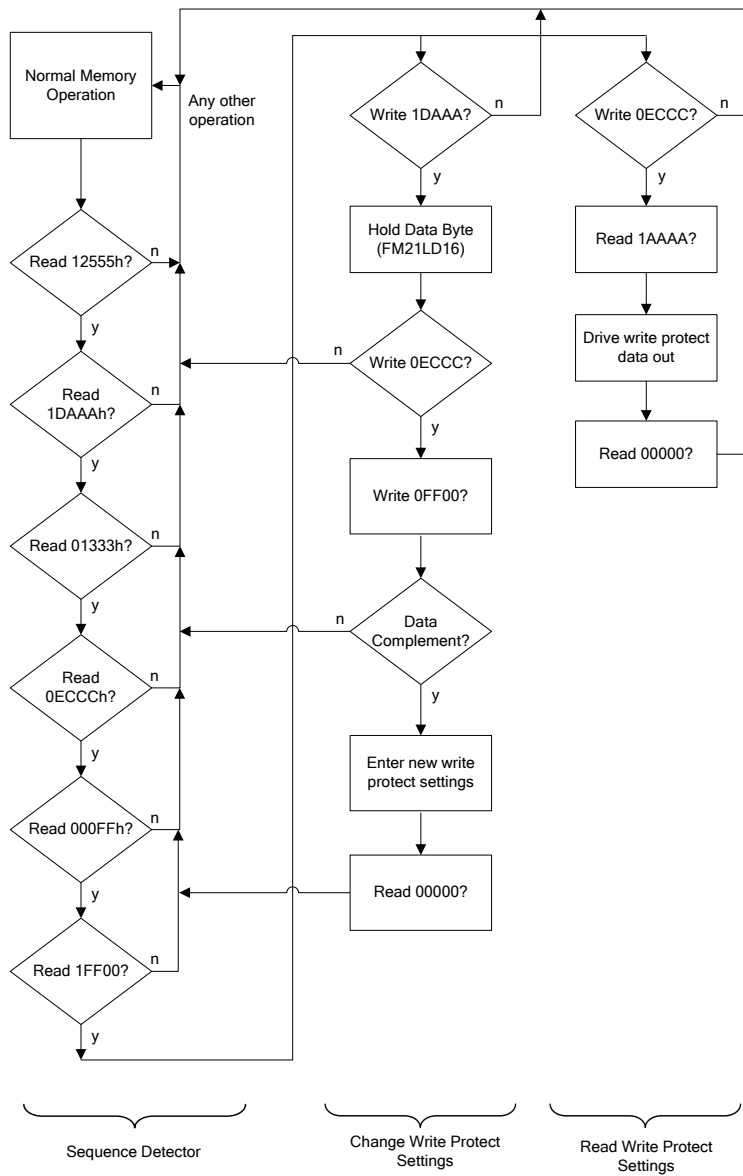 Normal Memory
Operation
Any other
operation
Read 12555h?
n
y
Read
1DAAAh?
n
y
Read 01333h?
n
y
Read
0ECCCh?
n
y
Read 000FFh?
n
y
Read 1FF00?
n
y
Sequence Detector
Write 1DAAA?
n
y
Hold Data Byte
(FM21LD16)
Write 0ECCC?
n
y
Write 0FF00?
Data
Complement?
n
y
Enter new write
protect settings
Read 00000?
Change Write Protect
Settings
Write 0ECCC?
n
y
Read 1AAAA?
Drive write protect
data out
Read 00000?
Read Write Protect
Settings